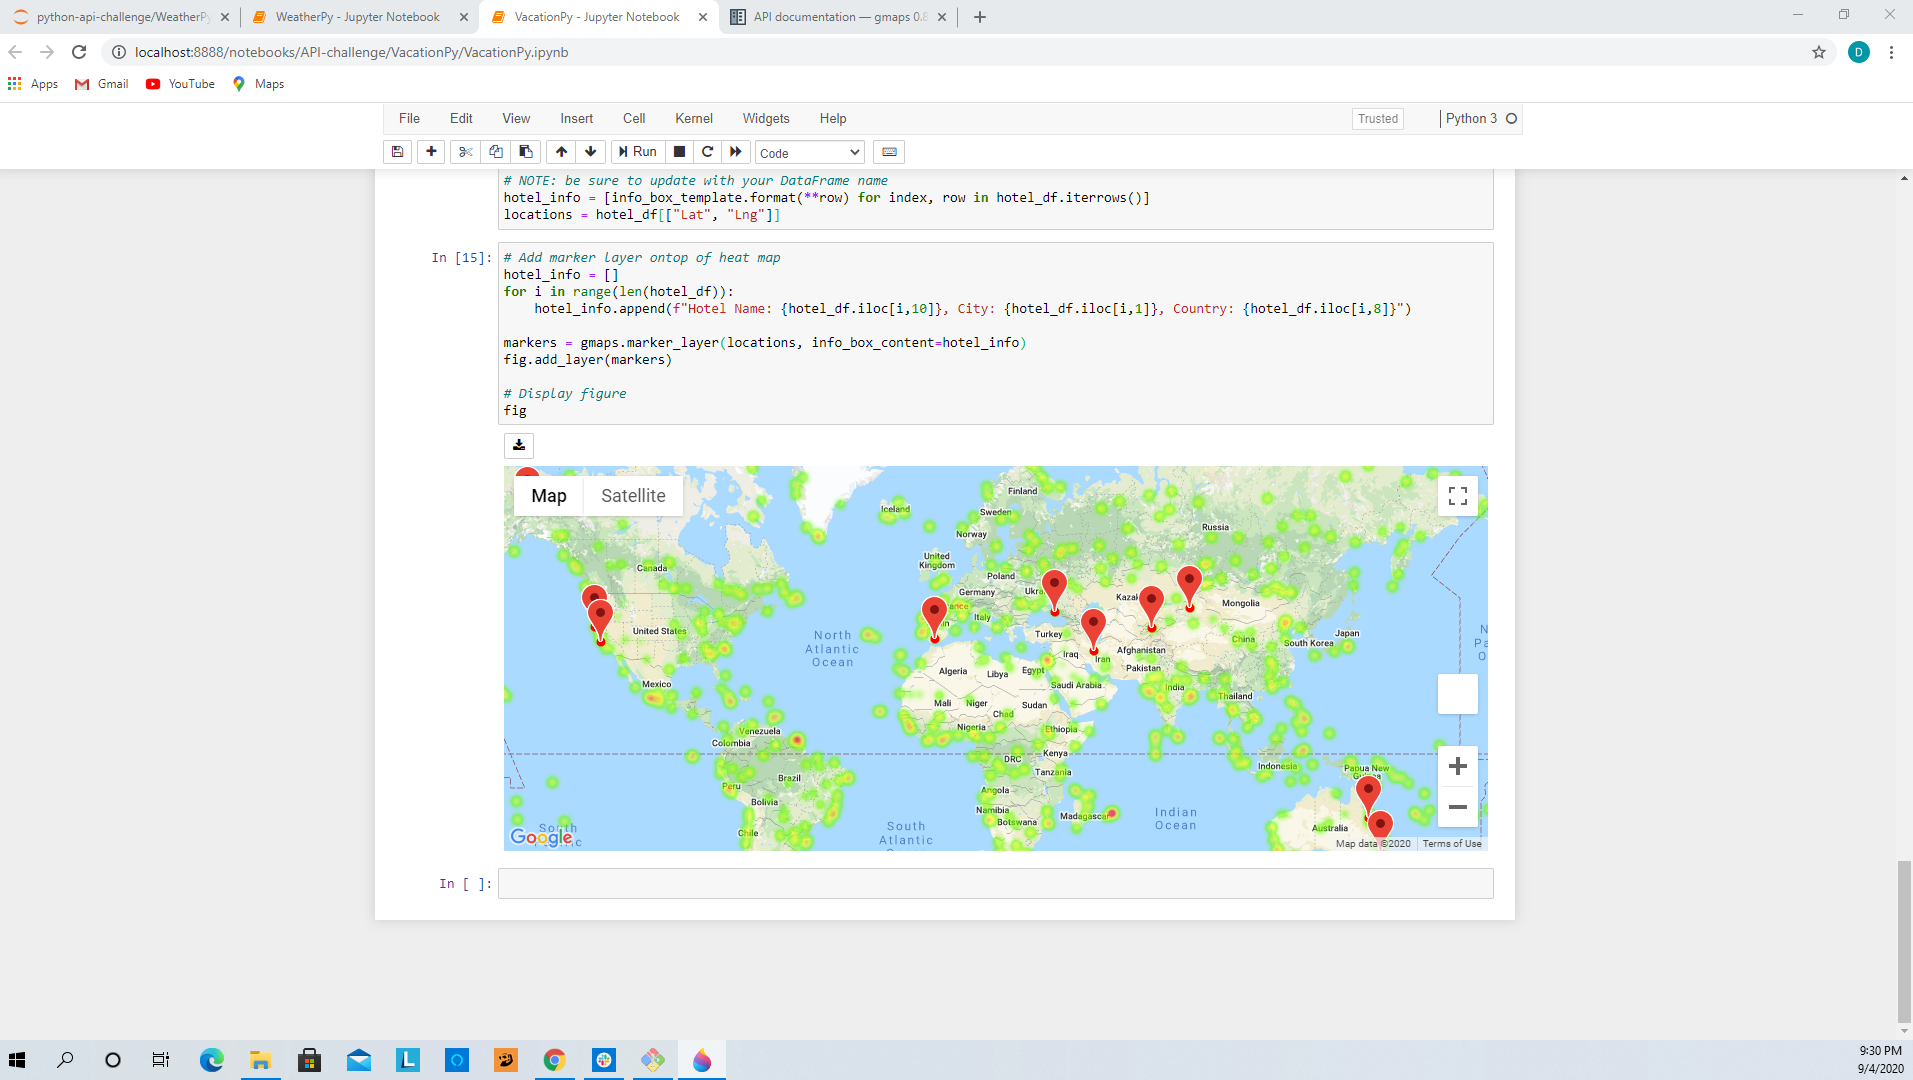 python-api-challenge/WeatherPy
WeatherPy - Jupyter Notebook
VacationPy - Jupyter Notebook
API documentation — gmaps 0.8
localhost:8888/notebooks/API-challenge/VacationPy/VacationPy.ipynb
D
Apps
Gmail
YouTube
Maps
File
Edit
View
Insert
Cell
Kernel
Widgets
Help
Trusted
Python 3
Run
Code
# NOTE: be sure to update with your DataFrame name
hotel_info = [info_box_template.format(**row) for index, row in hotel_df.iterrows()]
locations = hotel_df[["Lat", "Lng"]]
In [15]:
# Add marker layer ontop of heat map
hotel_info = []
for i in range(len(hotel_df)):
    hotel_info.append(f"Hotel Name: {hotel_df.iloc[i,10]}, City: {hotel_df.iloc[i,1]}, Country: {hotel_df.iloc[i,8]}")
markers = gmaps.marker_layer(locations, info_box_content=hotel_info)
fig.add_layer(markers)
# Display figure
fig
Map
Satellite
Finland
Iceland
Sweden
Russia
Norway
United
Kingdom
Canada
Poland
Germany
Ukra
Kazak
Mongolia
Italy
United States
North
Atlantic
Ocean
Turkey
China
South Korea
Japan
Iraq
Iran
Afghanistan
Pakistan
Algeria
Libya
Egypt
Saudi Arabia
India
Mexico
Thailand
Mali
Niger
Chad
Sudan
Nigeria
Ethiopia
Venezuela
Colombia
DRC
Kenya
Tanzania
Indonesia
Papua New
Guinea
Brazil
Peru
Bolivia
Angola
Namibia
Botswana
Madagascar
Indian
Ocean
Chile
South
Atlantic
Australia
Google
Map data ©2020
Terms of Use
In [ ]:
9:30 PM
9/4/2020